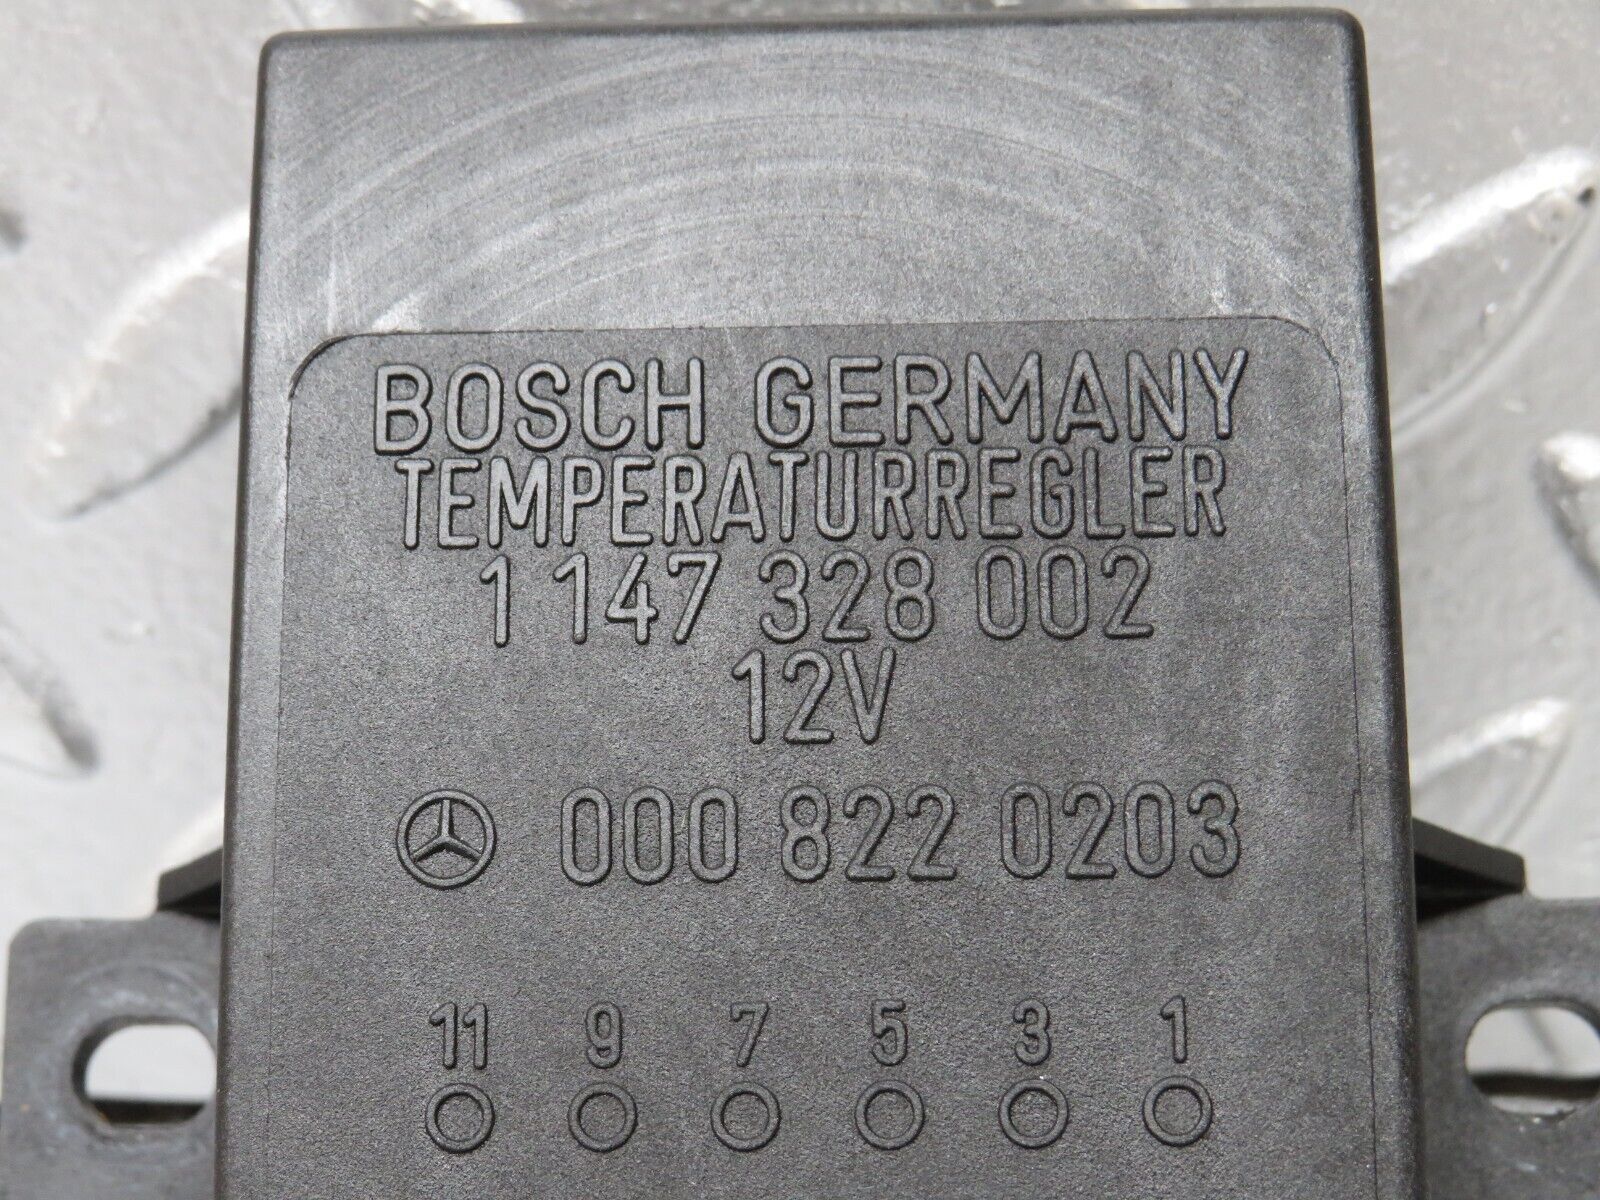 BOSCH GERMANY
TEMPERATURREGLER
1 147 328 002
12V
000 822 0203
11 9 7 5 3 1